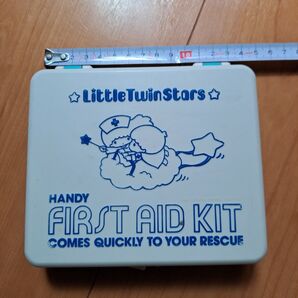 ☆LittleTwinStars☆
HANDY
FIRST AID KIT
COMES QUICKLY TO YOUR RESCUE